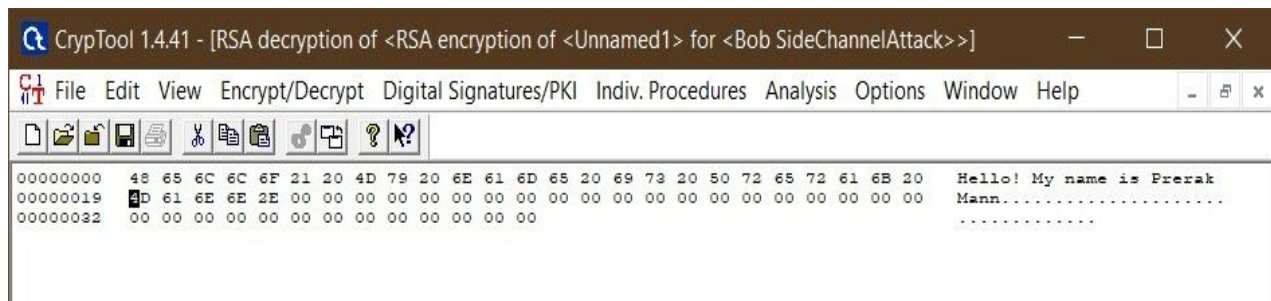 CrypTool 1.4.41 - [RSA decryption of <RSA encryption of <Unnamed1> for <Bob SideChannelAttack>>]
File Edit View Encrypt/Decrypt Digital Signatures/PKI Indiv. Procedures Analysis Options Window Help
00000000 48 65 6C 6C 6F 21 20 4D 79 20 6E 61 6D 65 20 69 73 20 50 72 65 72 61 6B 20 Hello! My name is Prerak
00000019 4D 61 6E 6E 2E 00 00 00 00 00 00 00 00 00 00 00 00 00 00 00 00 00 00 00 00 Mann.....................
00000032 00 00 00 00 00 00 00 00 00 00 00 00 00 .............